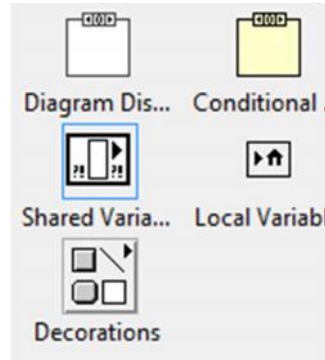 Diagram Dis...
Conditional
Shared Varia...
Local Variabl
Decorations